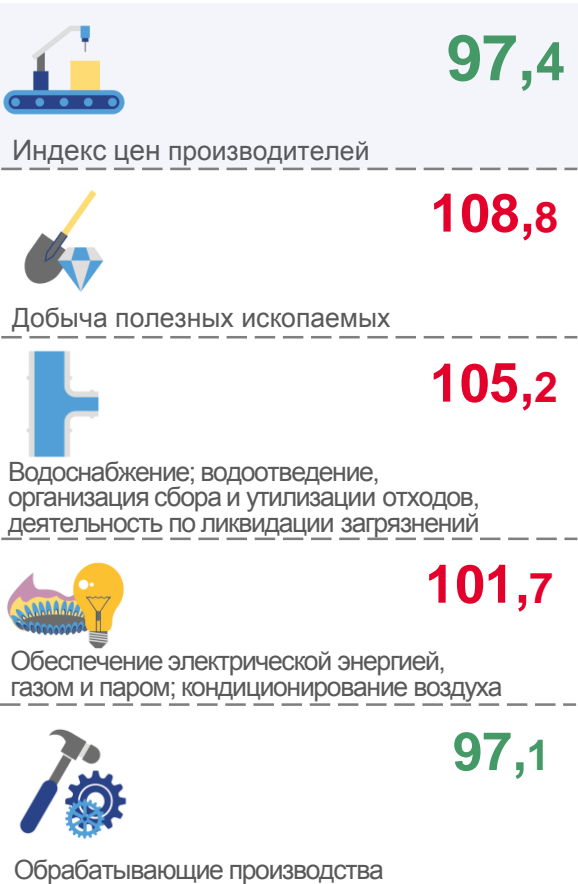 97,4
Индекс цен производителей
108,8
Добыча полезных ископаемых
105,2
Водоснабжение; водоотведение,
организация сбора и утилизации отходов,
деятельность по ликвидации загрязнений
101,7
Обеспечение электрической энергией,
газом и паром; кондиционирование воздуха
97,1
Обрабатывающие производства